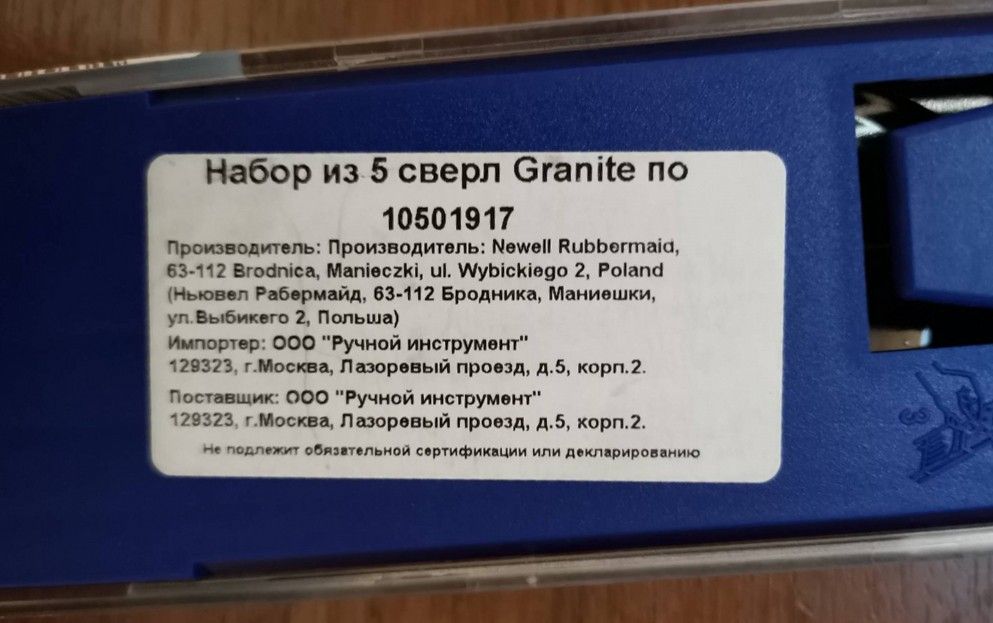 Набор из 5 сверл Granite по
10501917
Производитель: Производитель: Newell Rubbermaid,
63-112 Brodnica, Manieczki, ul. Wybickiego 2, Poland
(Ньювел Рабермайд, 63-112 Бродника, Маниешки,
ул.Выбикего 2, Польша)
Импортер: ООО "Ручной инструмент"
129323, г.Москва, Лазоревый проезд, д.5, корп.2.
Поставщик: ООО "Ручной инструмент"
129323, г.Москва, Лазоревый проезд, д.5, корп.2.
Не подлежит обязательной сертификации или декларированию